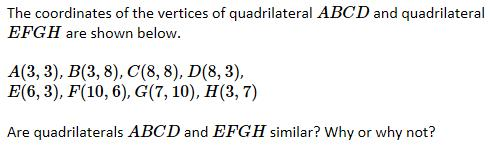 The coordinates of the vertices of quadrilateral ABCD and quadrilateral
EFGH are shown below.
A(3, 3), B(3, 8), C(8, 8), D(8, 3),
E(6, 3), F(10, 6), G(7, 10), H(3, 7)
Are quadrilaterals ABCD and EFGH similar? Why or why not?